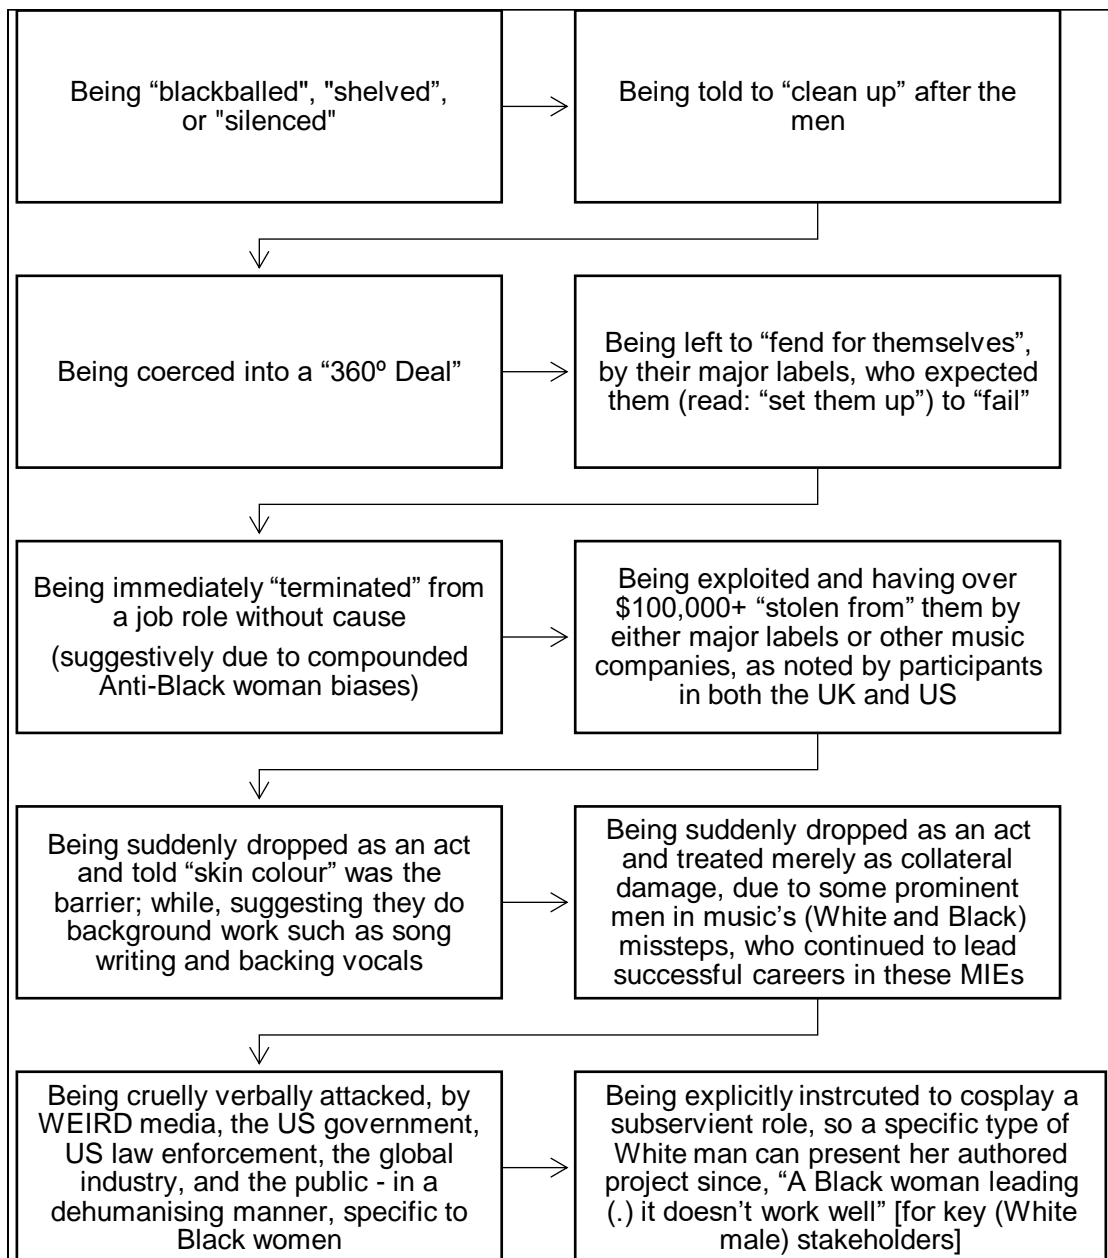 Being “blackballed", "shelved”,
or "silenced"
Being told to “clean up” after the
men
Being coerced into a “360º Deal”
Being left to “fend for themselves”,
by their major labels, who expected
them (read: “set them up”) to “fail”
Being immediately “terminated” from
a job role without cause
(suggestively due to compounded
Anti-Black woman biases)
Being exploited and having over
$100,000+ “stolen from” them by
either major labels or other music
companies, as noted by participants
in both the UK and US
Being suddenly dropped as an act
and told “skin colour” was the
barrier; while, suggesting they do
background work such as song
writing and backing vocals
Being suddenly dropped as an act
and treated merely as collateral
damage, due to some prominent
men in music’s (White and Black)
missteps, who continued to lead
successful careers in these MIEs
Being cruelly verbally attacked, by
WEIRD media, the US government,
US law enforcement, the global
industry, and the public - in a
dehumanising manner, specific to
Black women
Being explicitly instrcuted to cosplay a
subservient role, so a specific type of
White man can present her authored
project since, “A Black woman leading
(.) it doesn’t work well” [for key (White
male) stakeholders]